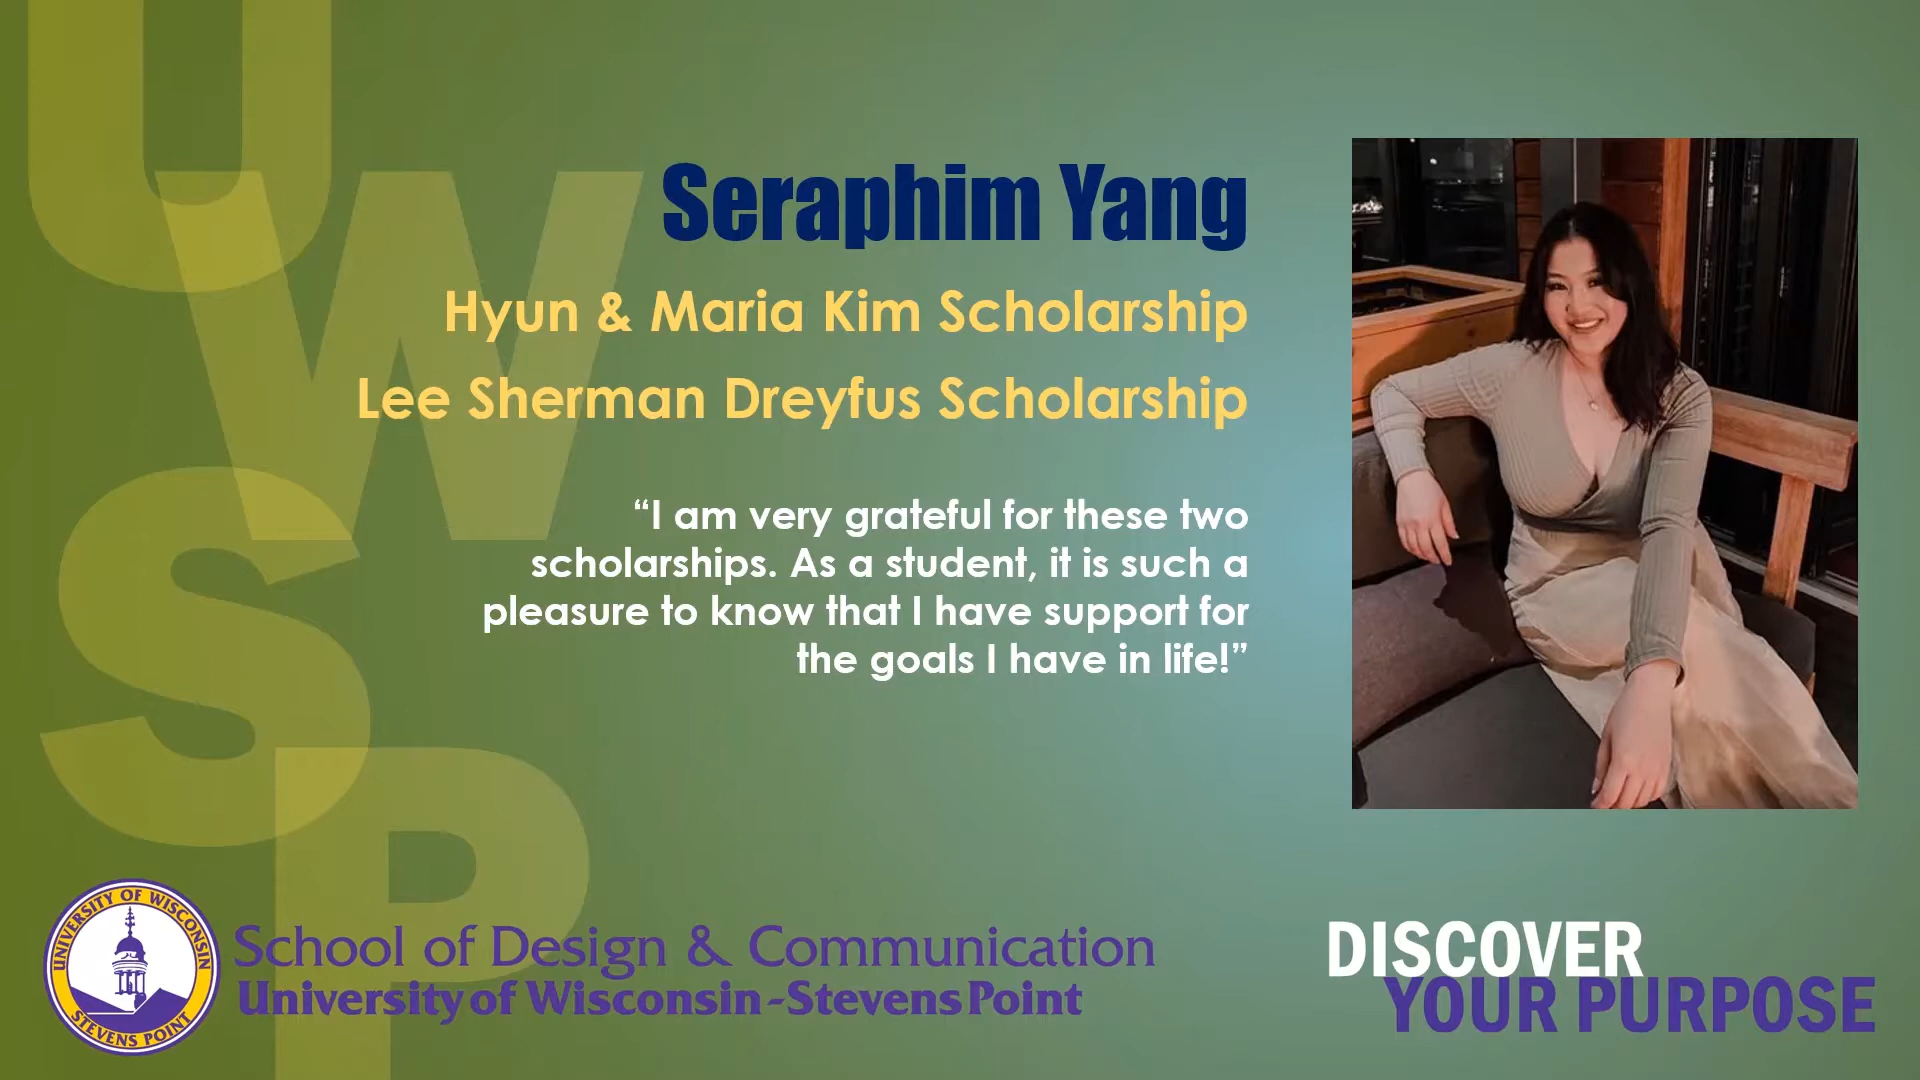 UWSP
Seraphim Yang
Hyun & Maria Kim Scholarship
Lee Sherman Dreyfus Scholarship
“I am very grateful for these two
scholarships. As a student, it is such a
pleasure to know that I have support for
the goals I have in life!”
UNIVERSITY OF WISCONSIN
STEVENS POINT
School of Design & Communication
University of Wisconsin-Stevens Point
DISCOVER
YOUR PURPOSE